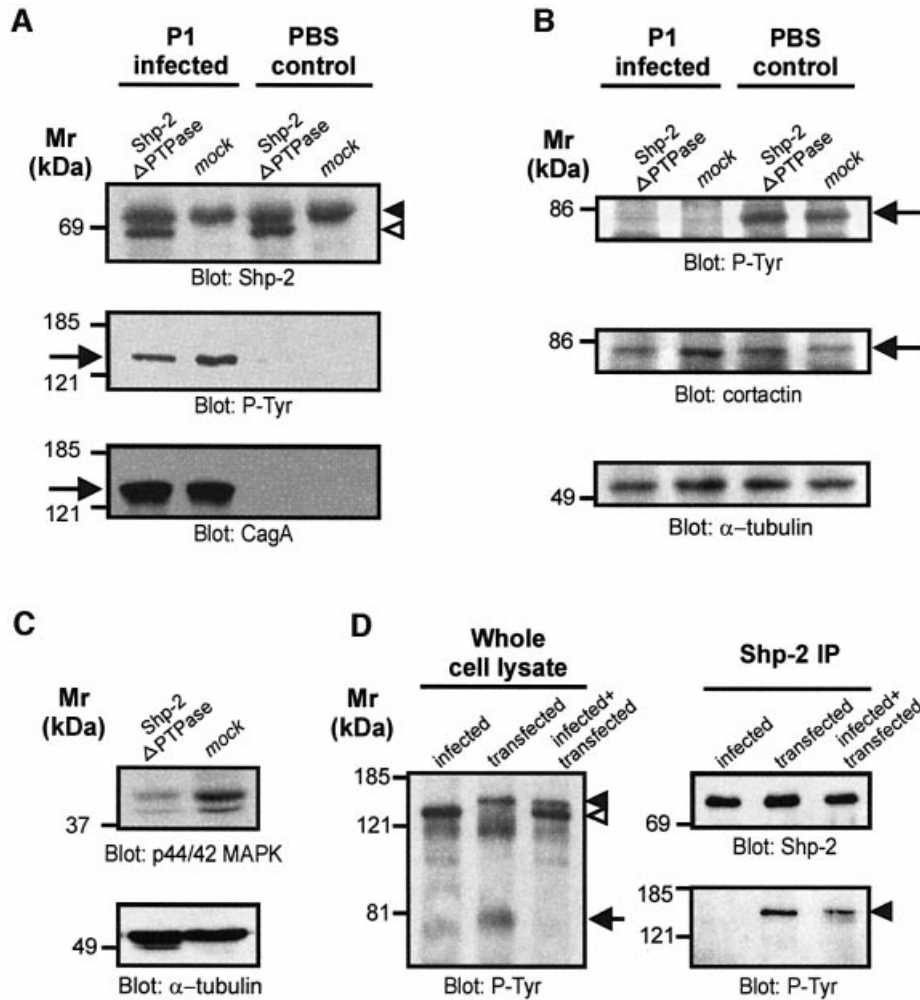 A
P1 infected
PBS control
Mr (kDa)
Shp-2 ΔPTPase
mock
Shp-2 ΔPTPase
mock
69
Blot: Shp-2
185
121
Blot: P-Tyr
185
121
Blot: CagA
B
P1 infected
PBS control
Mr (kDa)
Shp-2 ΔPTPase
mock
Shp-2 ΔPTPase
mock
86
Blot: P-Tyr
86
Blot: cortactin
49
Blot: α–tubulin
C
Mr (kDa)
Shp-2 ΔPTPase
mock
37
Blot: p44/42 MAPK
49
Blot: α–tubulin
D
Whole cell lysate
Mr (kDa)
infected
transfected
infected+ transfected
185
121
81
Blot: P-Tyr
Shp-2 IP
infected
transfected
infected+ transfected
69
Blot: Shp-2
185
121
Blot: P-Tyr